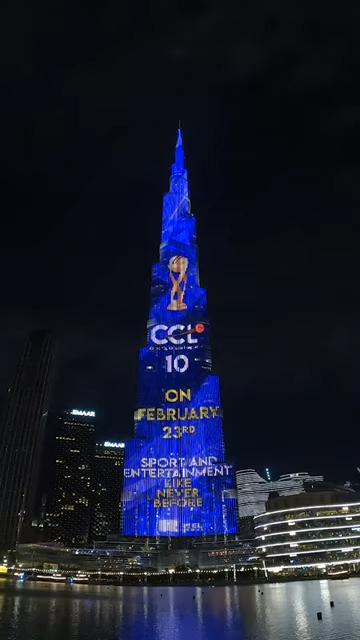 CCL
10
ON
FEBRUARY
23RD
SPORT AND
ENTERTAINMENT
LIKE
NEVER
BEFORE
EMAAR
EMAAR